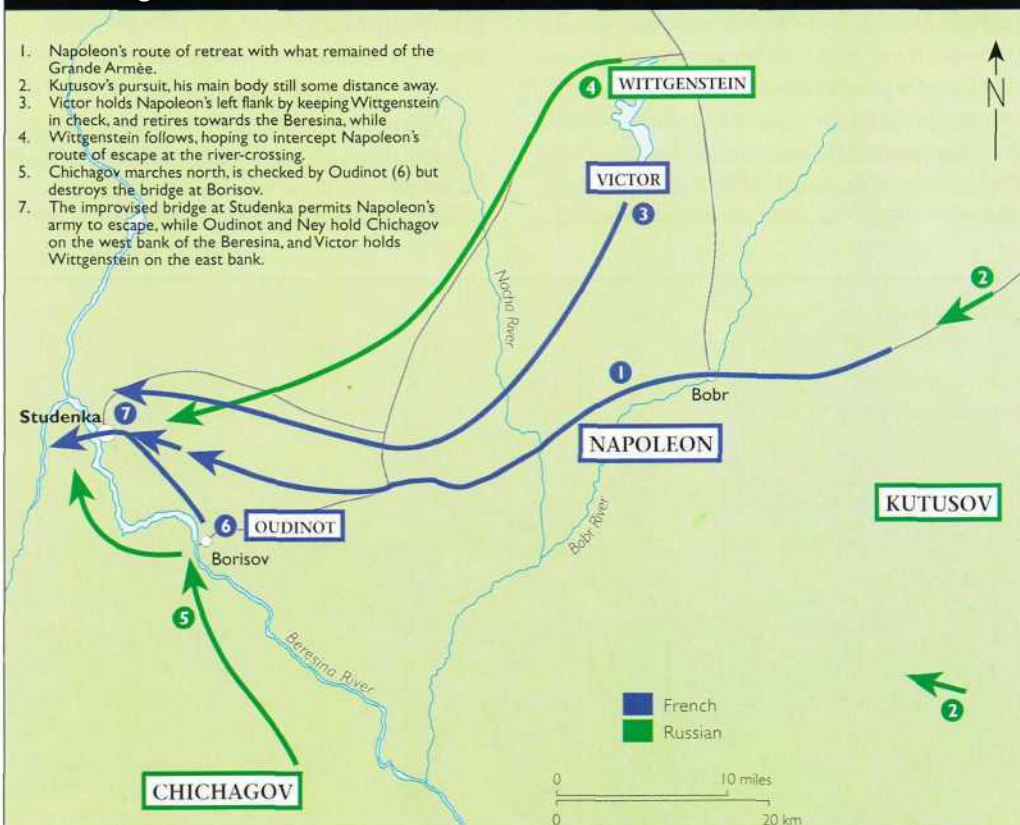 1. Napoleon's route of retreat with what remained of the
Grande Armèe.
2. Kutusov's pursuit, his main body still some distance away.
3. Victor holds Napoleon's left flank by keeping Wittgenstein
in check, and retires towards the Beresina, while
4. Wittgenstein follows, hoping to intercept Napoleon's
route of escape at the river-crossing.
5. Chichagov marches north, is checked by Oudinot (6) but
destroys the bridge at Borisov.
7. The improvised bridge at Studenka permits Napoleon's
army to escape, while Oudinot and Ney hold Chichagov
on the west bank of the Beresina, and Victor holds
Wittgenstein on the east bank.
N
4 WITTGENSTEIN
VICTOR
3
2
Nocha River
1
Bobr
Studenka 7
NAPOLEON
KUTUSOV
6 OUDINOT
Bobr River
Borisov
5
Beresina River
2
French
Russian
CHICHAGOV
0 10 miles
0 20 km